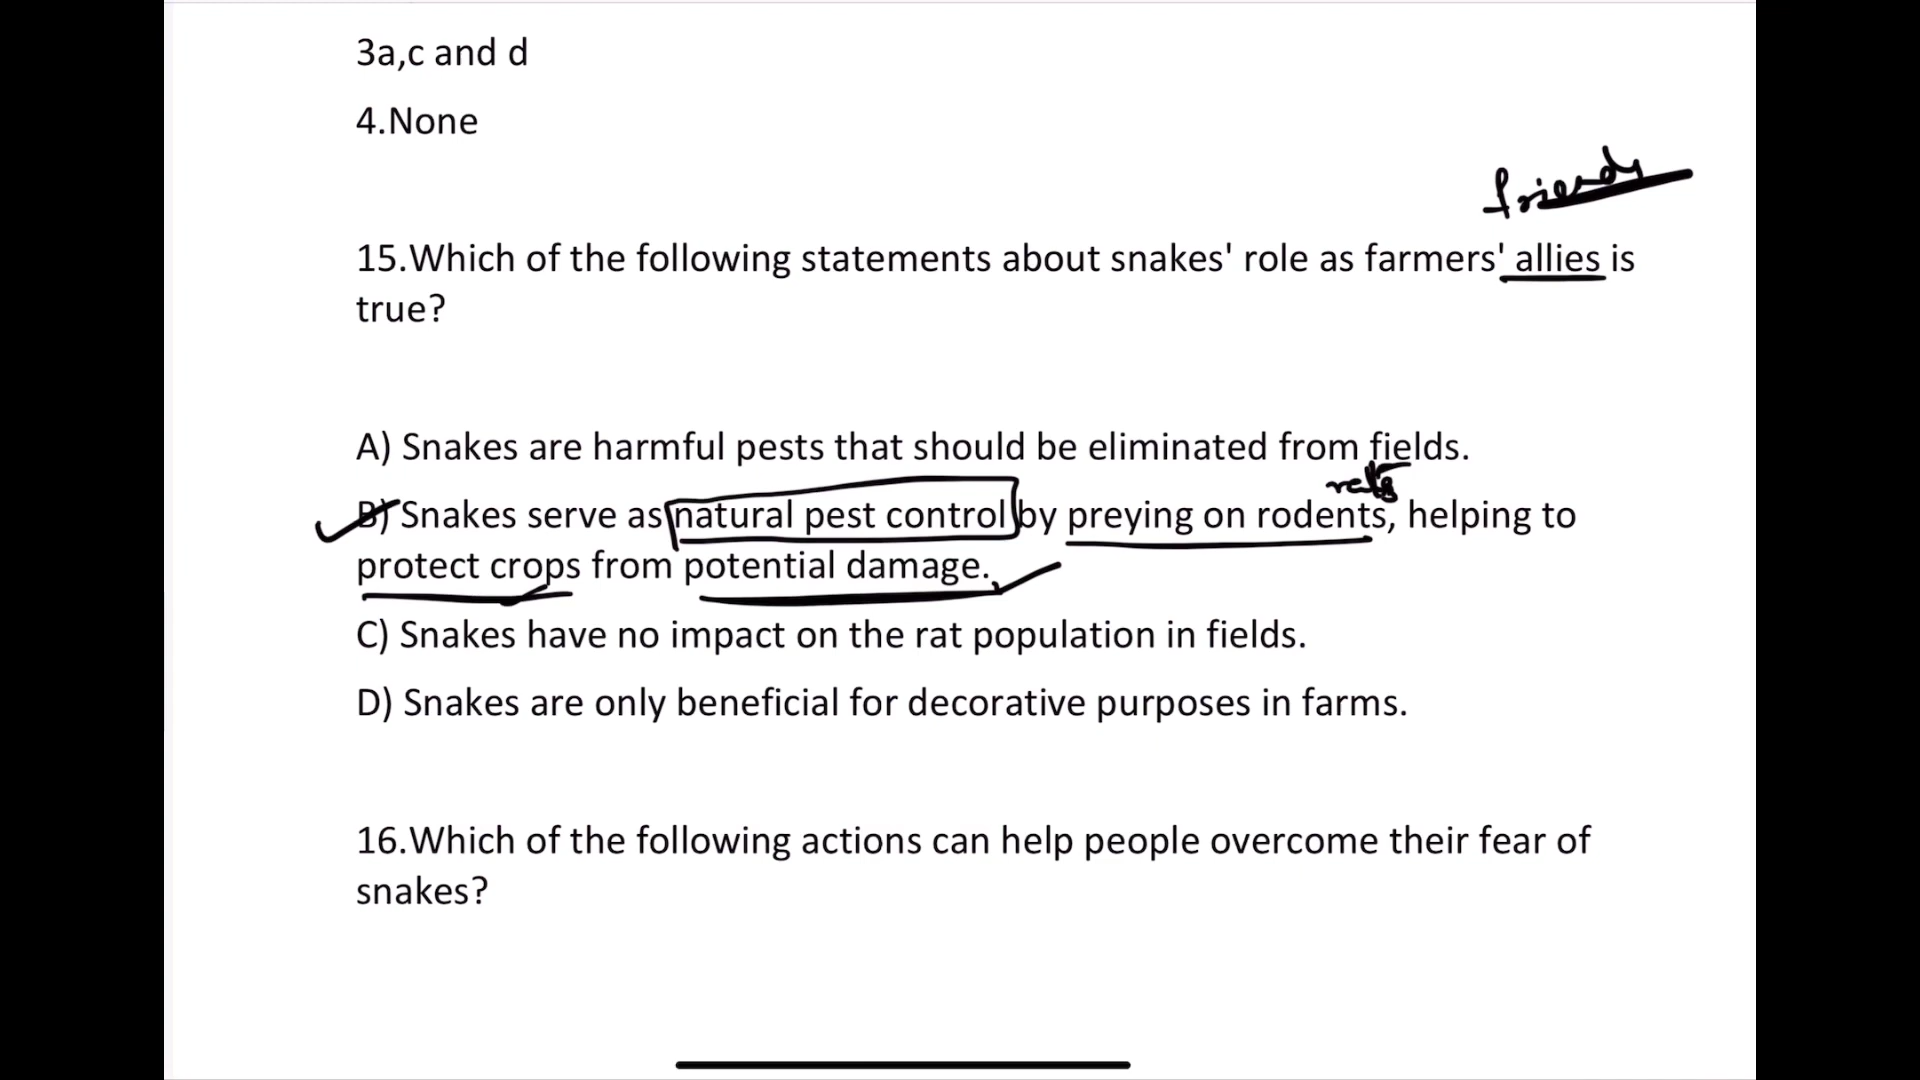 3a,c and d
4.None
friends
15.Which of the following statements about snakes' role as farmers' allies is
true?
A) Snakes are harmful pests that should be eliminated from fields.
rats
B) Snakes serve as natural pest control by preying on rodents, helping to
protect crops from potential damage.
C) Snakes have no impact on the rat population in fields.
D) Snakes are only beneficial for decorative purposes in farms.
16.Which of the following actions can help people overcome their fear of
snakes?